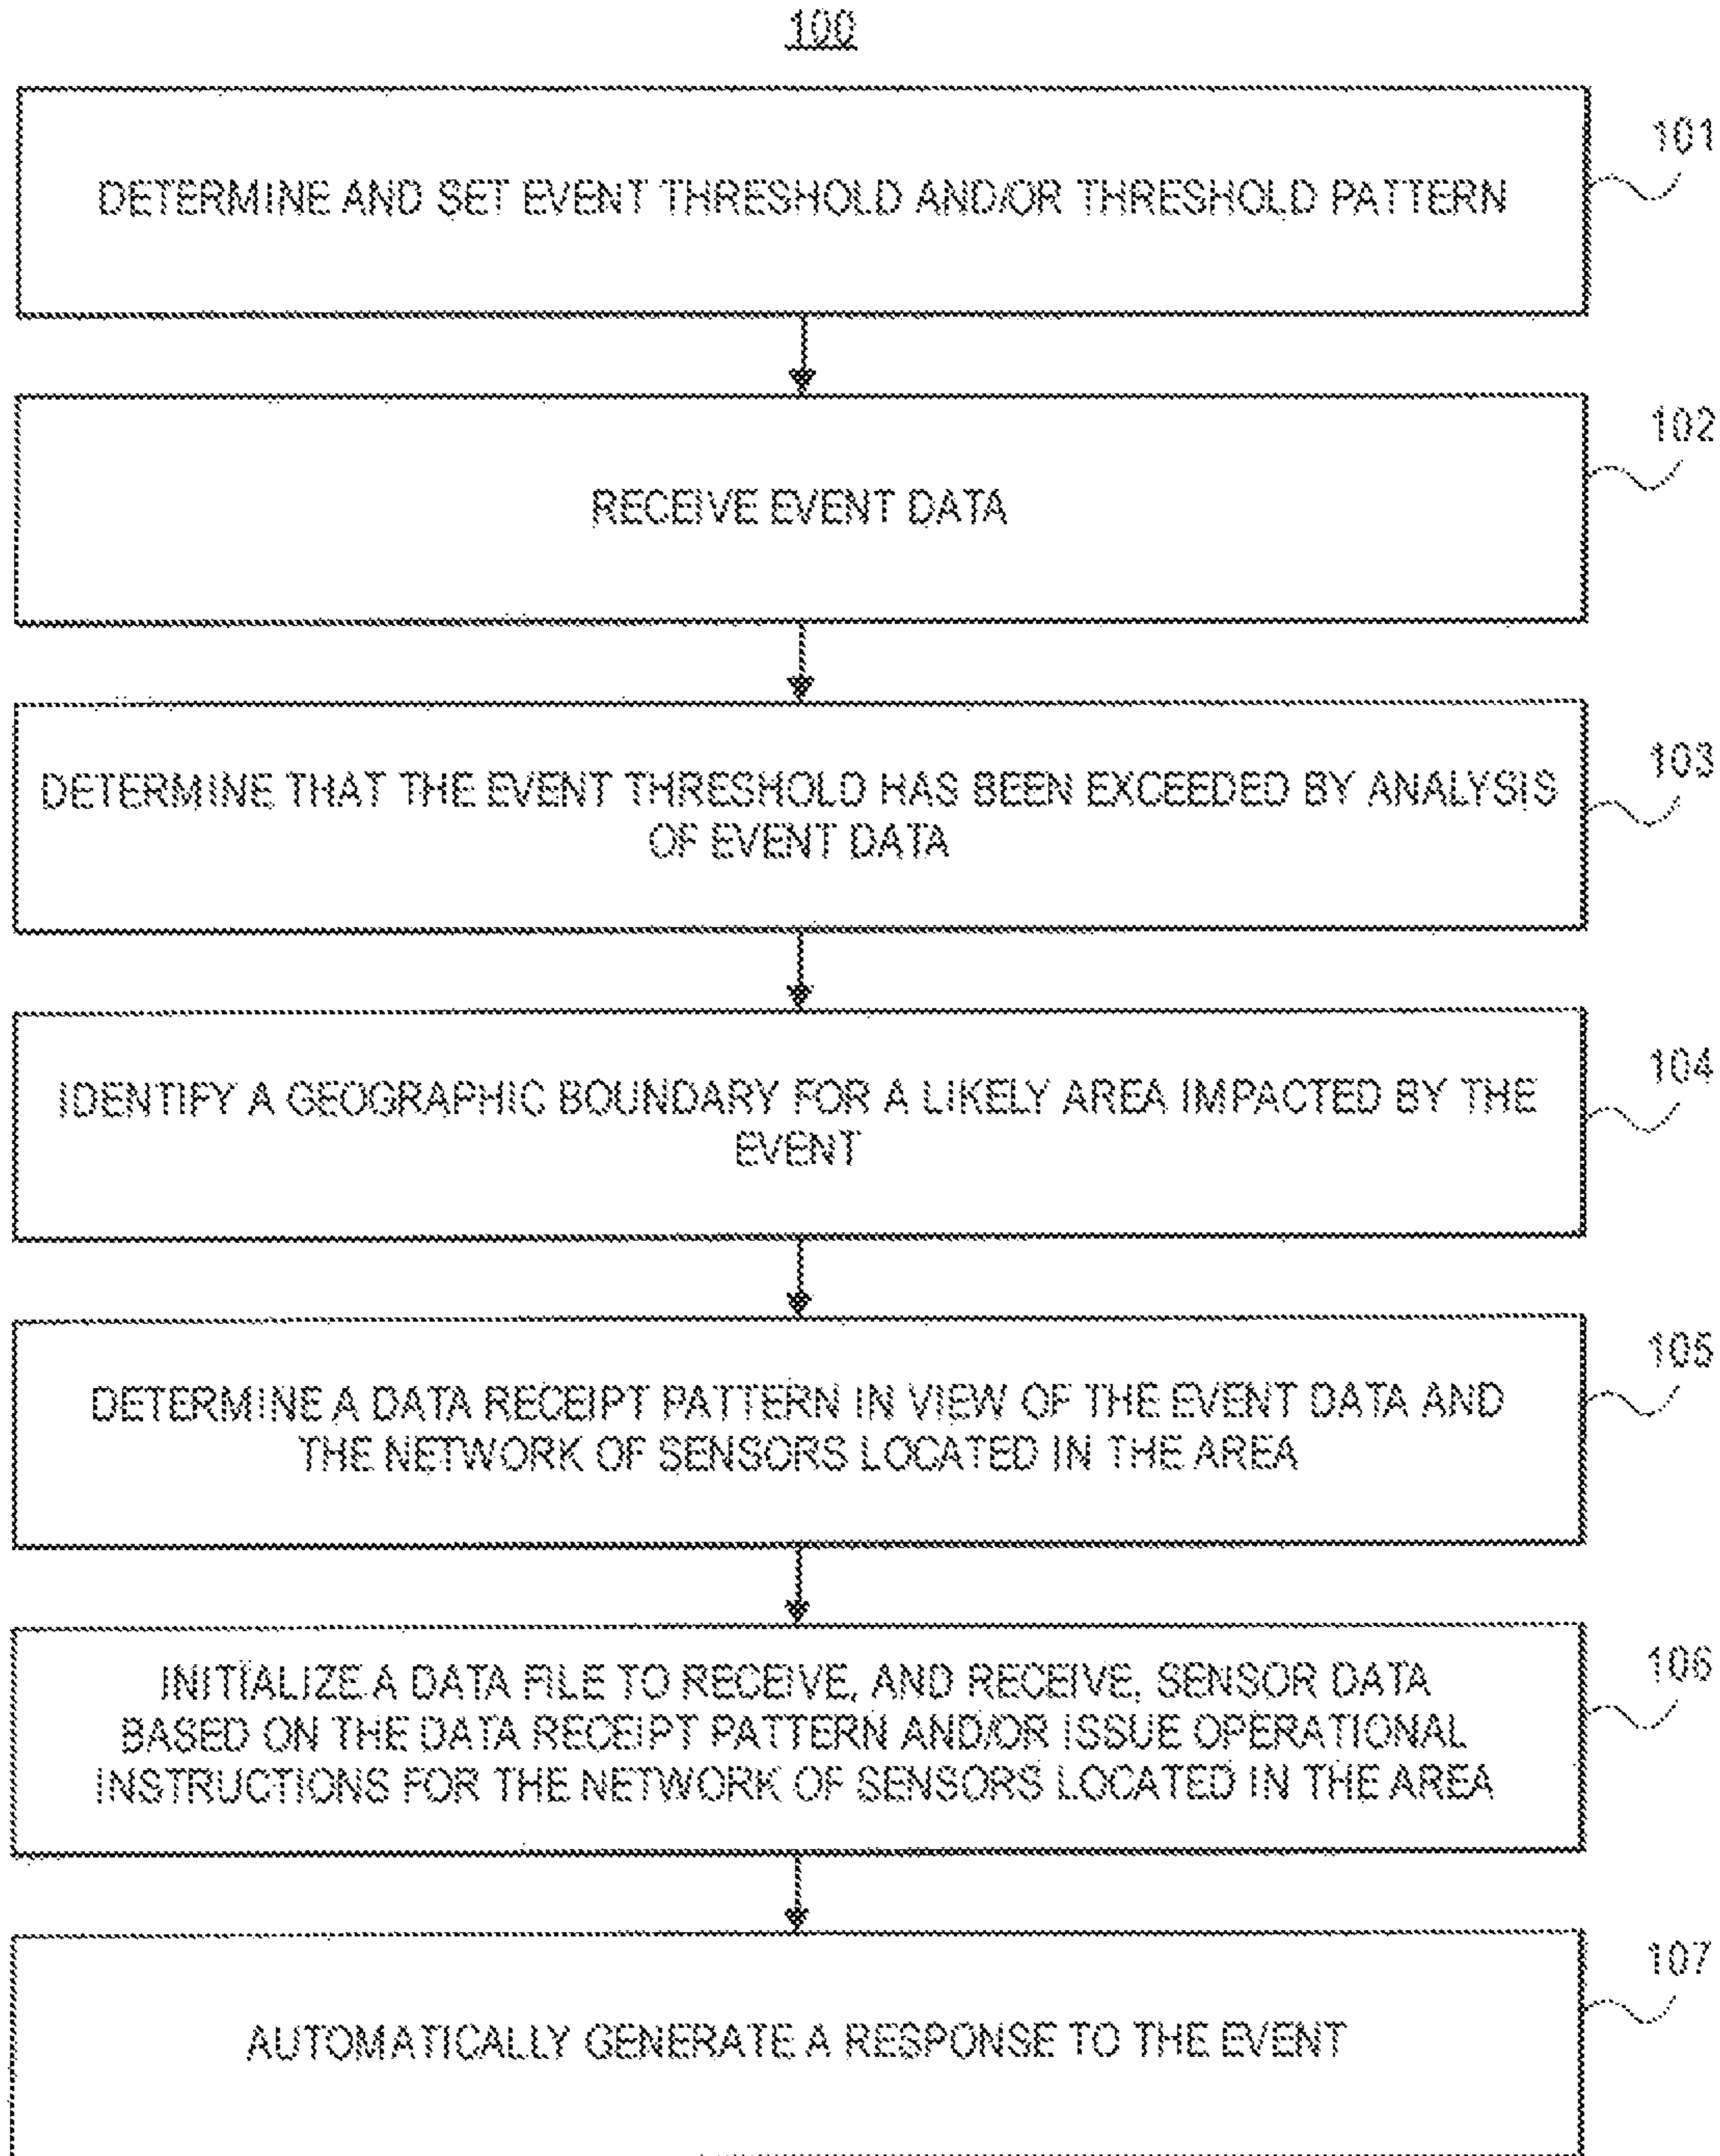 100
DETERMINE AND SET EVENT THRESHOLD AND/OR THRESHOLD PATTERN
101
RECEIVE EVENT DATA
102
DETERMINE THAT THE EVENT THRESHOLD HAS BEEN EXCEEDED BY ANALYSIS
OF EVENT DATA
103
IDENTIFY A GEOGRAPHIC BOUNDARY FOR A LIKELY AREA IMPACTED BY THE
EVENT
104
DETERMINE A DATA RECEIPT PATTERN IN VIEW OF THE EVENT DATA AND
THE NETWORK OF SENSORS LOCATED IN THE AREA
105
INITIALIZE A DATA FILE TO RECEIVE, AND RECEIVE, SENSOR DATA
BASED ON THE DATA RECEIPT PATTERN AND/OR ISSUE OPERATIONAL
INSTRUCTIONS FOR THE NETWORK OF SENSORS LOCATED IN THE AREA
106
AUTOMATICALLY GENERATE A RESPONSE TO THE EVENT
107